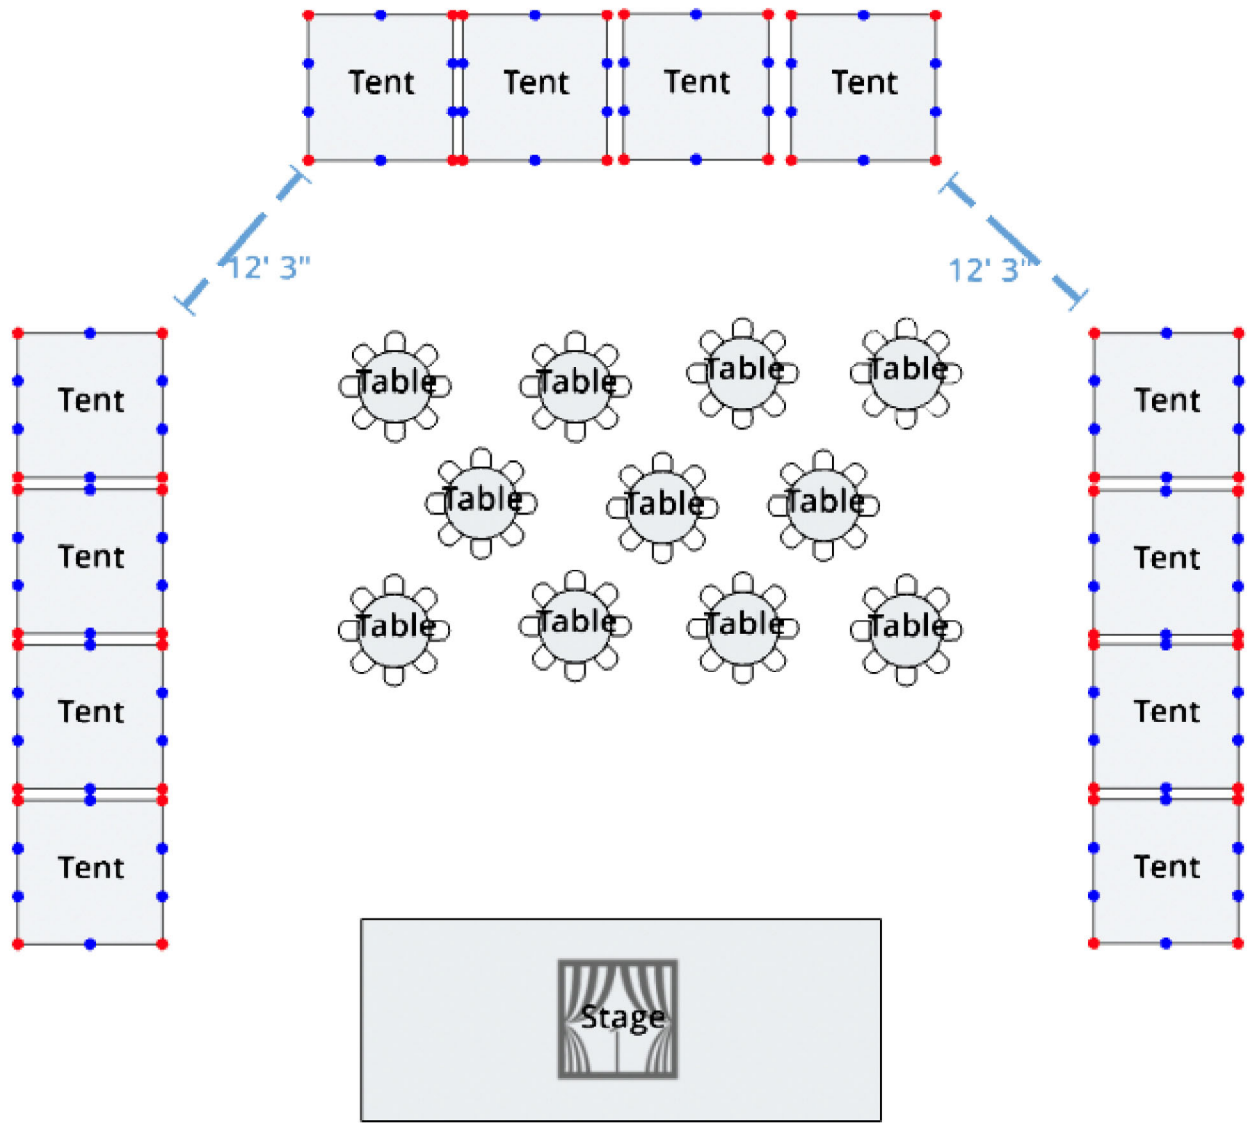 Tent Tent Tent Tent
12' 3" 12' 3"
Tent Table Table Table Table Tent
Table Table Table
Tent Tent
Table Table Table Table
Tent Tent
Tent Tent
Stage